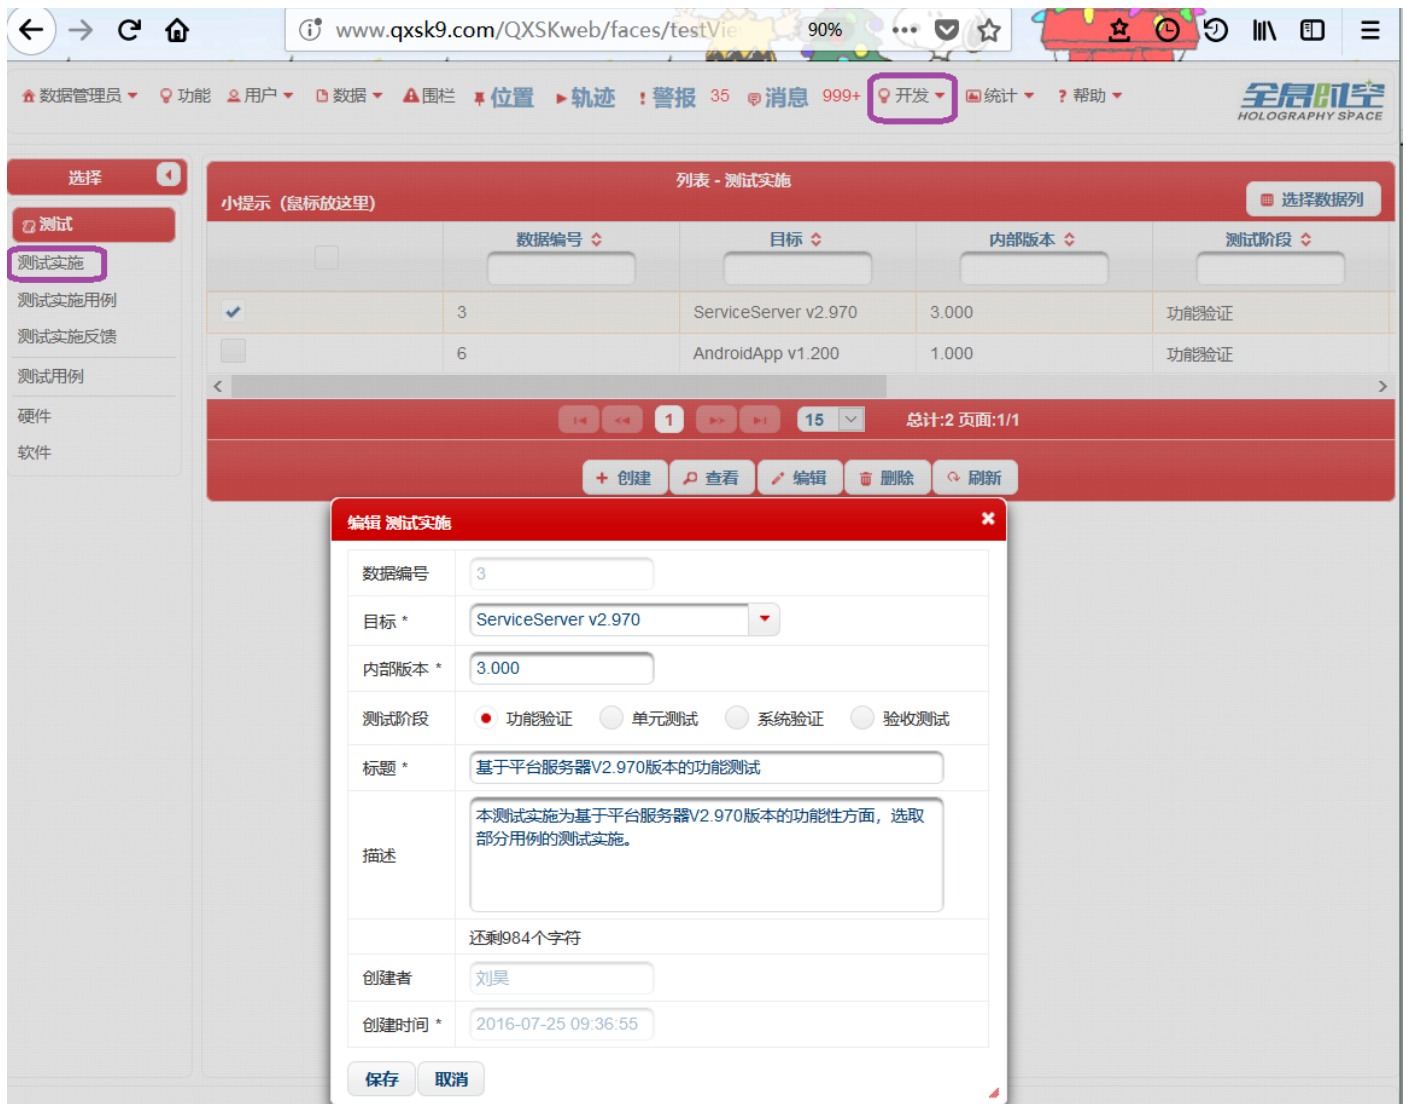 www.qxsk9.com/QXSKweb/faces/testVie 90%
数据管理员 功能 用户 数据 围栏 位置 轨迹 警报 35 消息 999+ 开发 统计 ? 帮助
全息时空
HOLOGRAPHY SPACE
选择
测试
测试实施
测试实施用例
测试实施反馈
测试用例
硬件
软件
列表 - 测试实施
小提示（鼠标放这里）
选择数据列
数据编号 目标 内部版本 测试阶段
3 ServiceServer v2.970 3.000 功能验证
6 AndroidApp v1.200 1.000 功能验证
1 15 总计:2 页面:1/1
创建 查看 编辑 删除 刷新
编辑 测试实施
数据编号 3
目标 * ServiceServer v2.970
内部版本 * 3.000
测试阶段 功能验证 单元测试 系统验证 验收测试
标题 * 基于平台服务器V2.970版本的功能测试
描述 本测试实施为基于平台服务器V2.970版本的功能性方面，选取
部分用例的测试实施。
还剩984个字符
创建者 刘昊
创建时间 * 2016-07-25 09:36:55
保存 取消